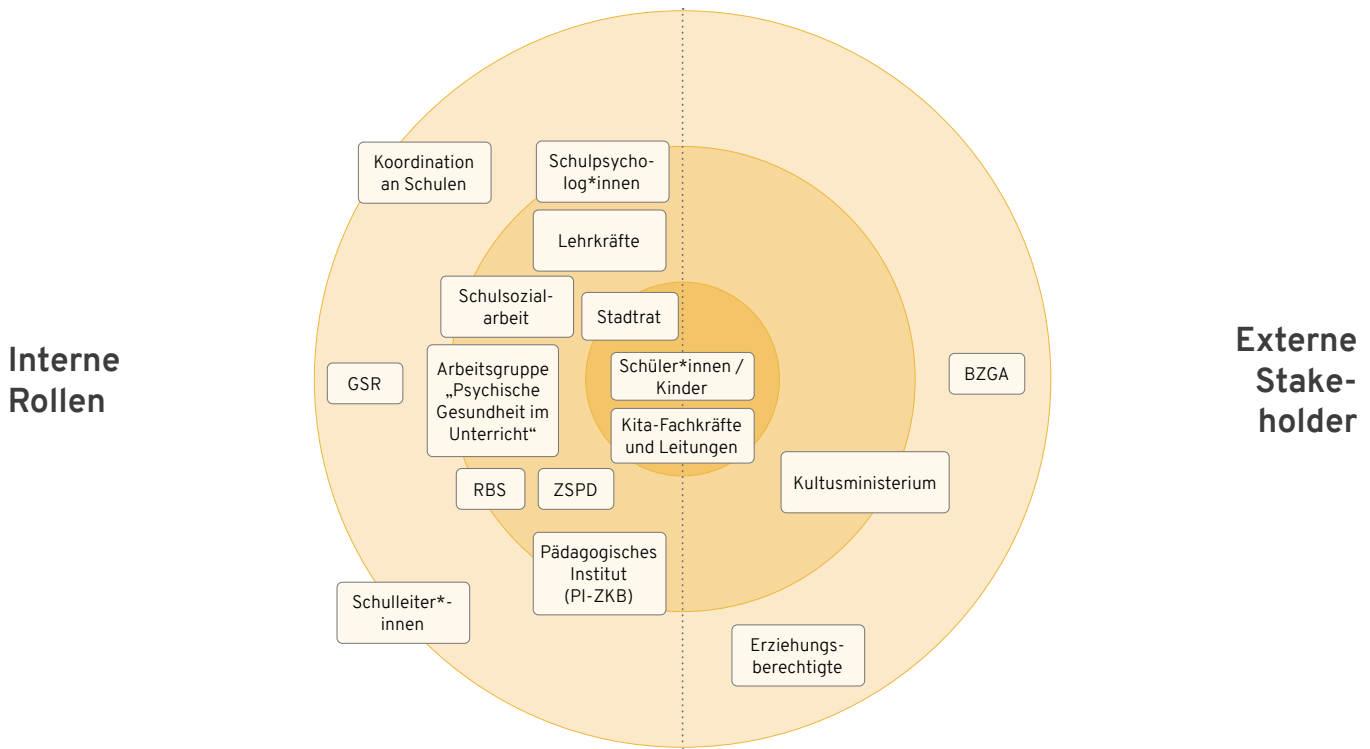 Interne
Rollen
Koordination
an Schulen
Schulpsycho-
log*innen
Lehrkräfte
Schulsozial-
arbeit
Stadtrat
GSR
Arbeitsgruppe
„Psychische
Gesundheit im
Unterricht“
Schüler*innen /
Kinder
Kita-Fachkräfte
und Leitungen
RBS
ZSPD
Pädagogisches
Institut
(PI-ZKB)
Schulleiter*-
innen
BZGA
Kultusministerium
Erziehungs-
berechtigte
Externe
Stake-
holder